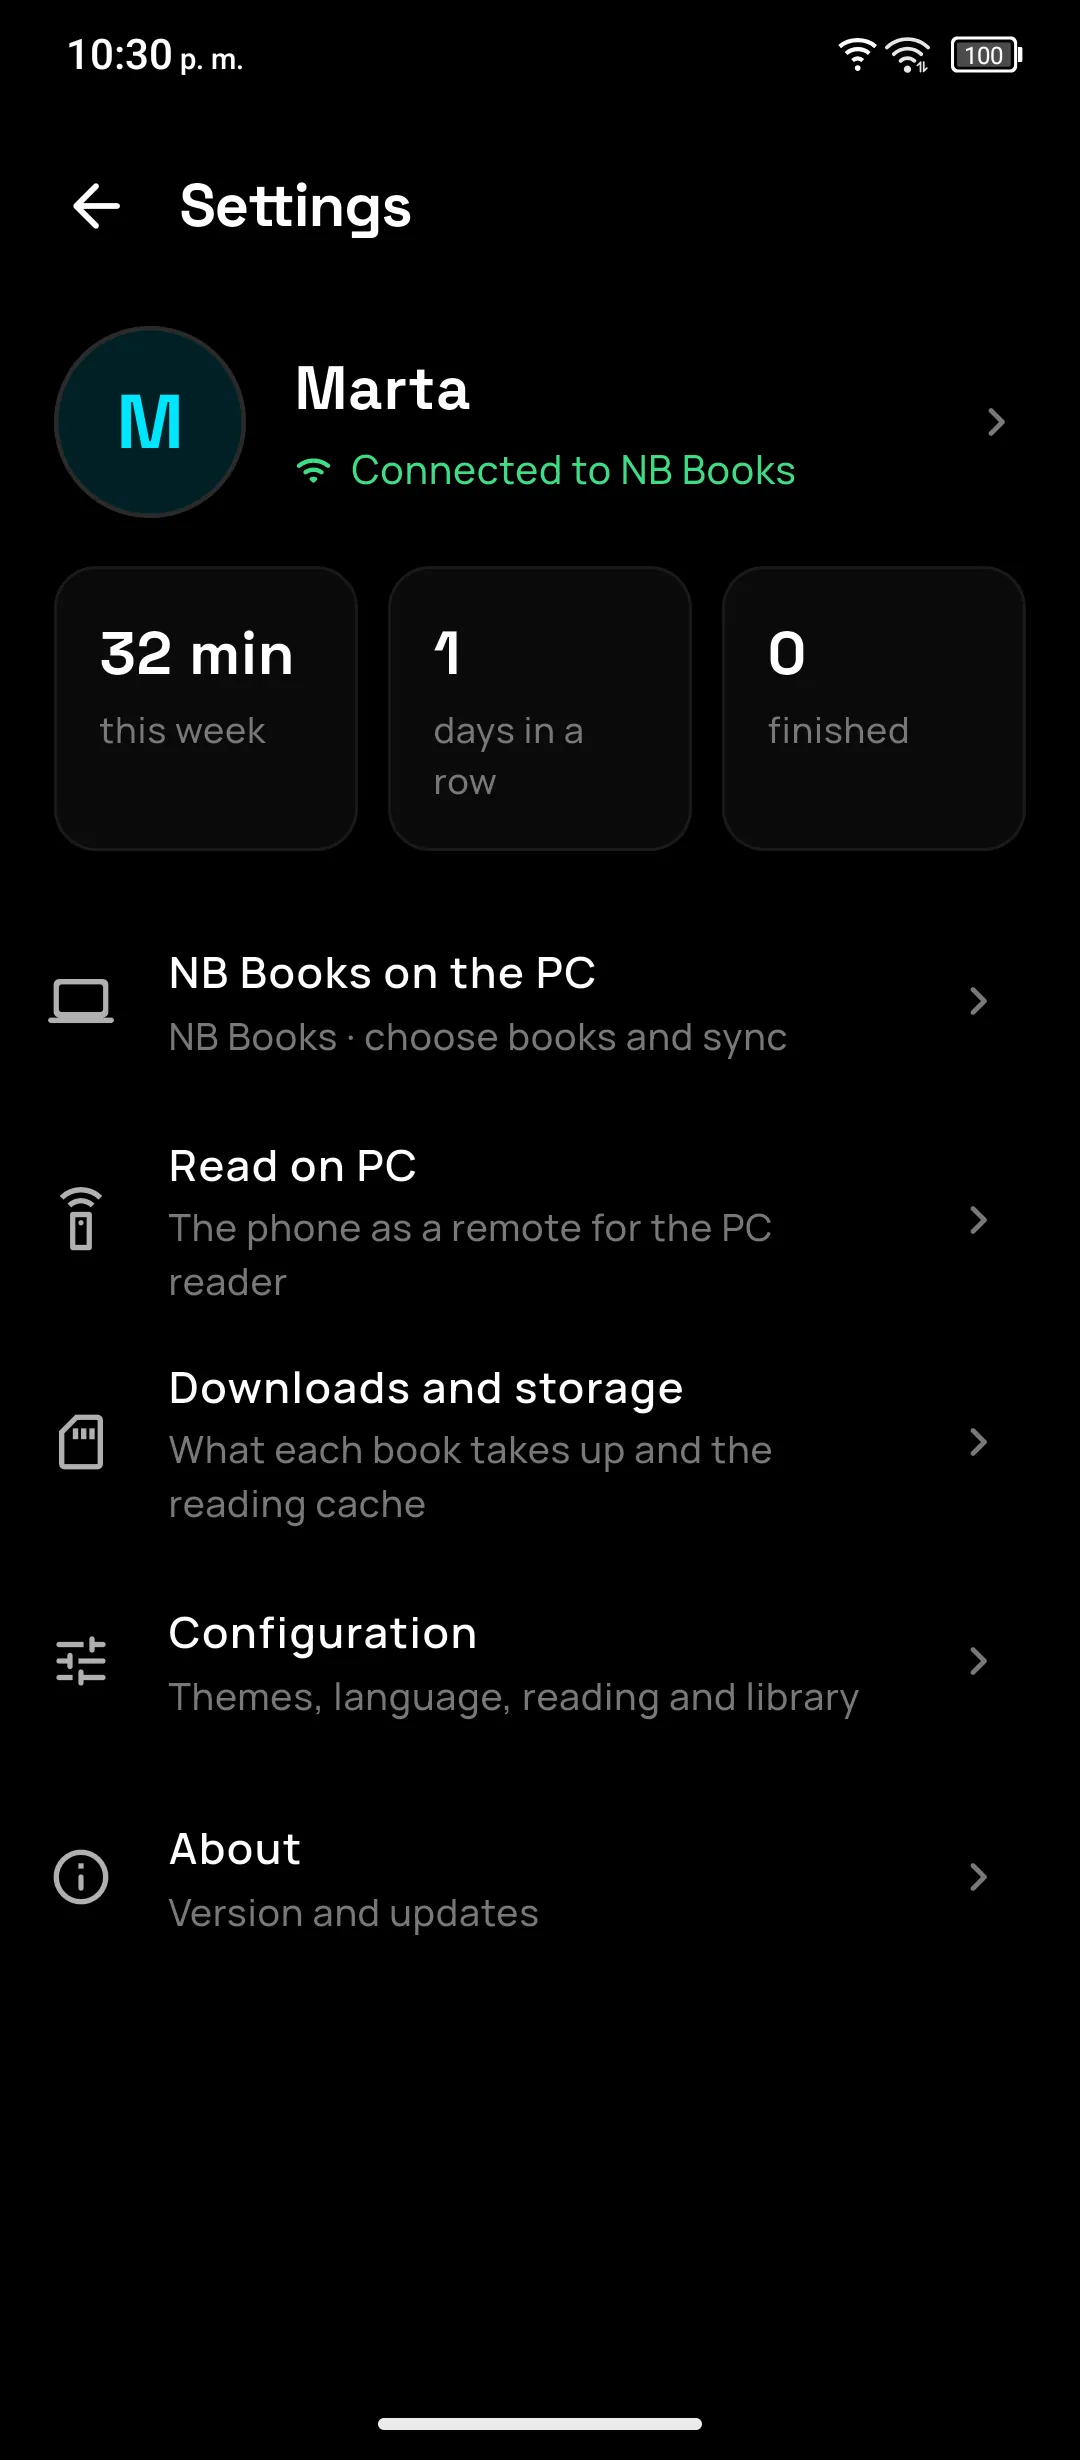 10:30 p. m.
100
Settings
M
Marta
Connected to NB Books
32 min
this week
1
days in a
row
0
finished
NB Books on the PC
NB Books · choose books and sync
Read on PC
The phone as a remote for the PC
reader
Downloads and storage
What each book takes up and the
reading cache
Configuration
Themes, language, reading and library
About
Version and updates